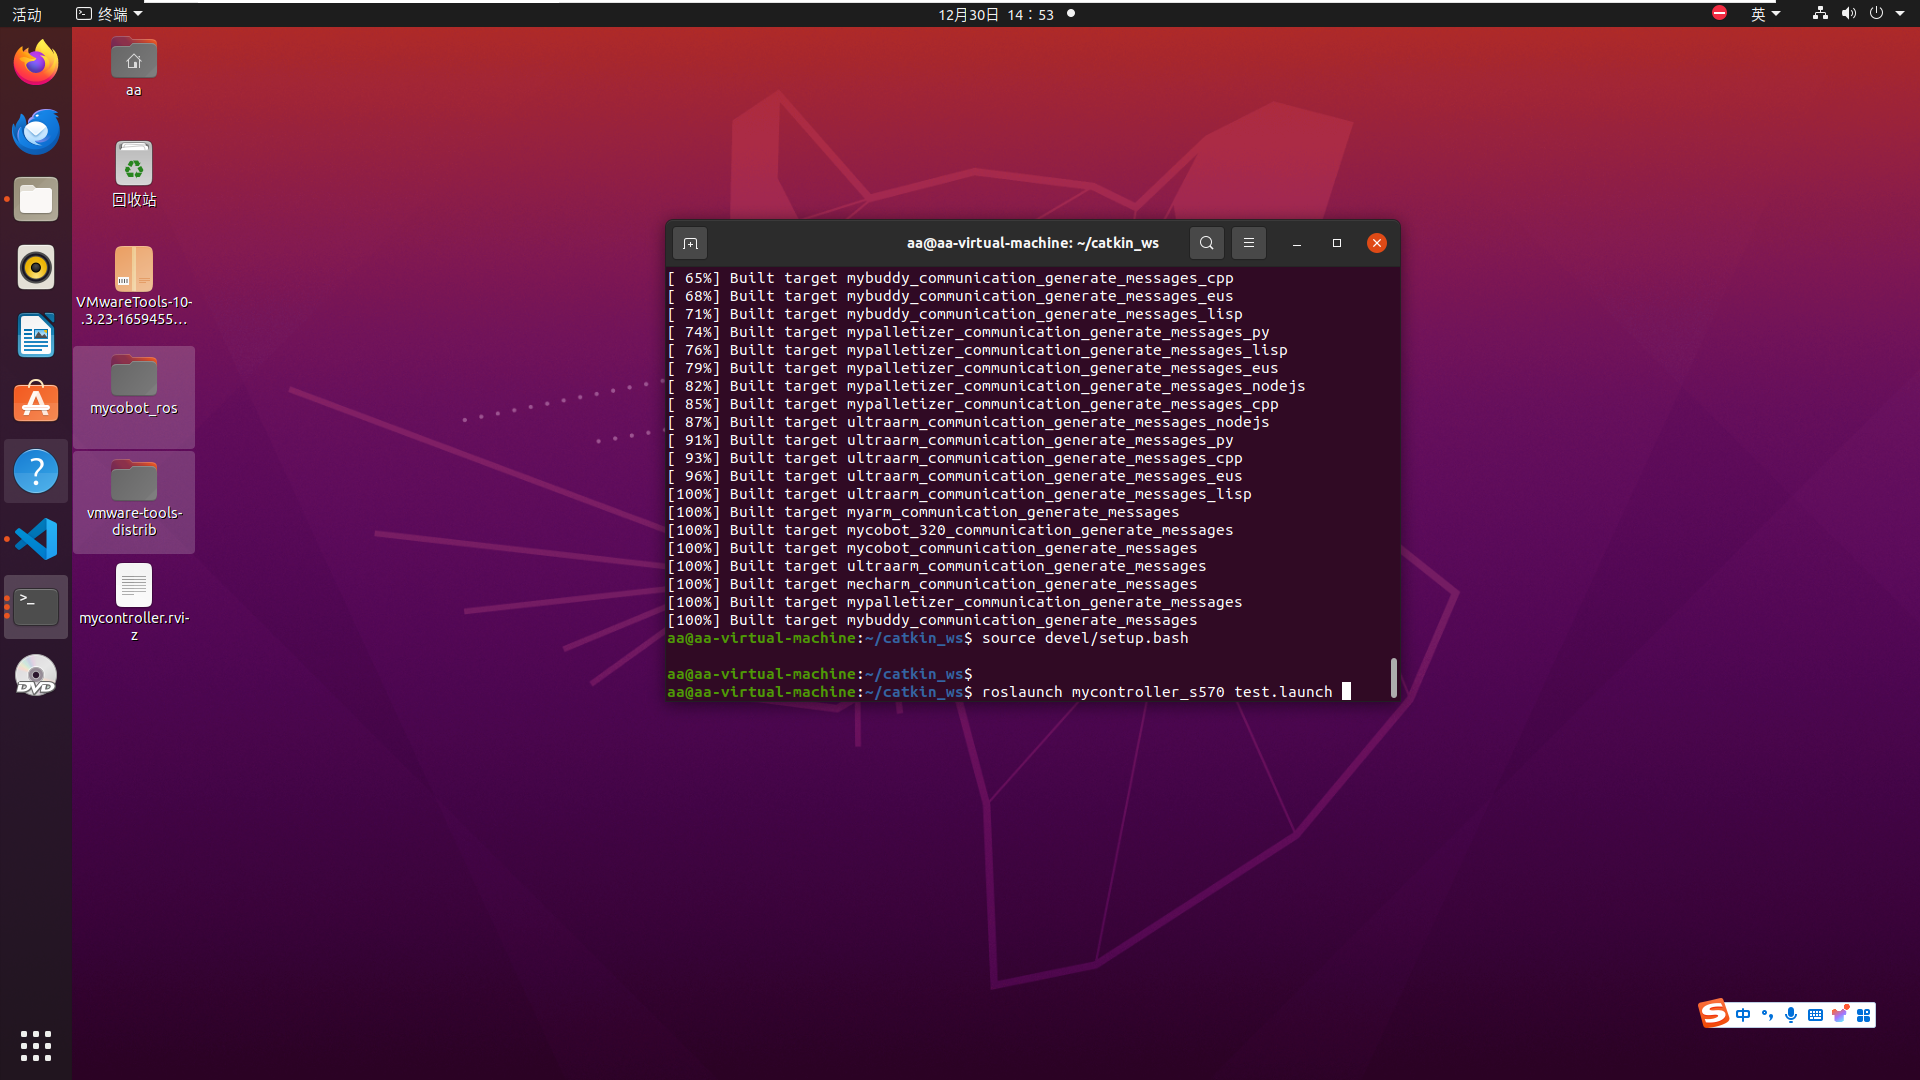 活动
终端
12月30日 14：53
英
aa
回收站
VMwareTools-10-
.3.23-1659455...
mycobot_ros
vmware-tools-
distrib
mycontroller.rvi-
z
DVD
aa@aa-virtual-machine: ~/catkin_ws
[ 65%] Built target mybuddy_communication_generate_messages_cpp
[ 68%] Built target mybuddy_communication_generate_messages_eus
[ 71%] Built target mybuddy_communication_generate_messages_lisp
[ 74%] Built target mypalletizer_communication_generate_messages_py
[ 76%] Built target mypalletizer_communication_generate_messages_lisp
[ 79%] Built target mypalletizer_communication_generate_messages_eus
[ 82%] Built target mypalletizer_communication_generate_messages_nodejs
[ 85%] Built target mypalletizer_communication_generate_messages_cpp
[ 87%] Built target ultraarm_communication_generate_messages_nodejs
[ 91%] Built target ultraarm_communication_generate_messages_py
[ 93%] Built target ultraarm_communication_generate_messages_cpp
[ 96%] Built target ultraarm_communication_generate_messages_eus
[100%] Built target ultraarm_communication_generate_messages_lisp
[100%] Built target myarm_communication_generate_messages
[100%] Built target mycobot_320_communication_generate_messages
[100%] Built target mycobot_communication_generate_messages
[100%] Built target ultraarm_communication_generate_messages
[100%] Built target mecharm_communication_generate_messages
[100%] Built target mypalletizer_communication_generate_messages
[100%] Built target mybuddy_communication_generate_messages
aa@aa-virtual-machine:~/catkin_ws$ source devel/setup.bash
aa@aa-virtual-machine:~/catkin_ws$
aa@aa-virtual-machine:~/catkin_ws$ roslaunch mycontroller_s570 test.launch
中